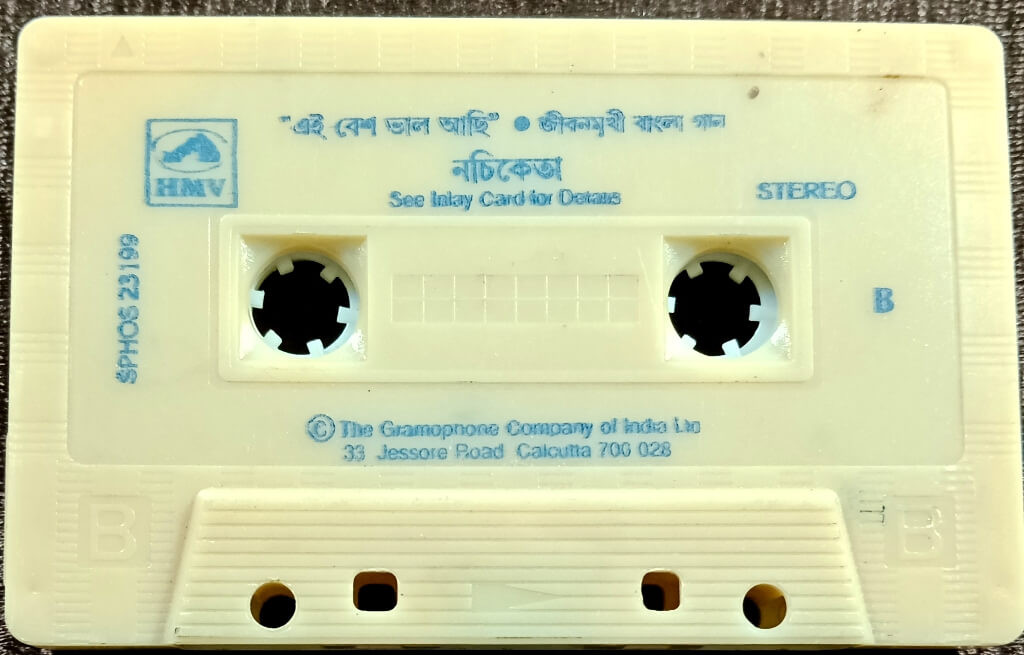 "এই বেশ ভাল আছি" ● জীবনমুখী বাংলা গান
নচিকেতা
See Inlay Card for Details
HMV
STEREO
SPHOS 23199
B
© The Gramophone Company of India Ltd
33 Jessore Road Calcutta 700 028
B
B